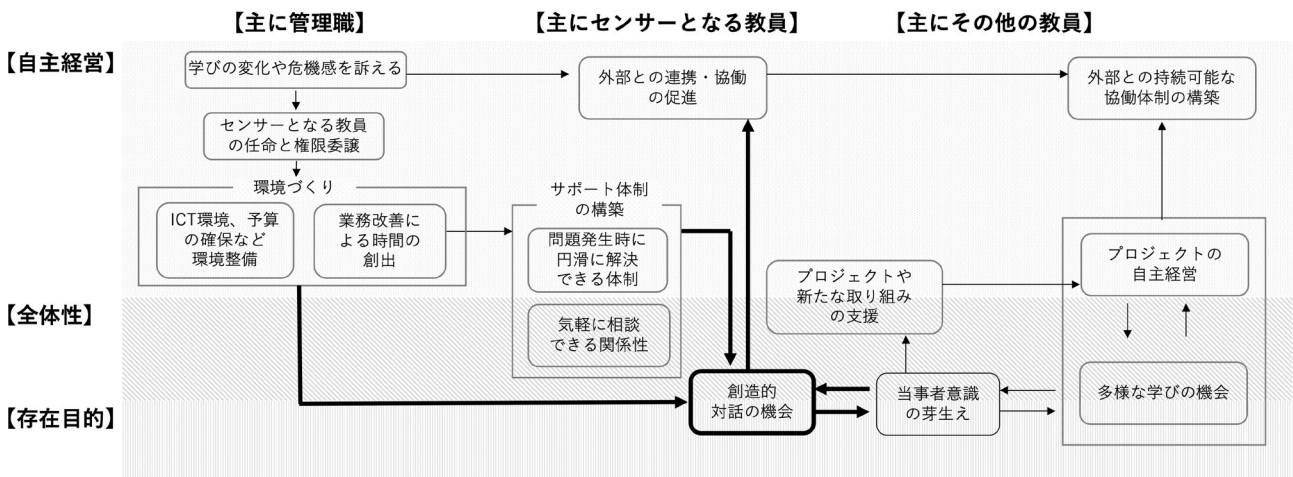 【主に管理職】
【主にセンサーとなる教員】
【主にその他の教員】
【自主経営】
学びの変化や危機感を訴える
外部との連携・協働
の促進
外部との持続可能な
協働体制の構築
センサーとなる教員
の任命と権限委譲
環境づくり
ICT環境、予算
の確保など
環境整備
業務改善に
よる時間の
創出
サポート体制
の構築
問題発生時に
円滑に解決
できる体制
気軽に相談
できる関係性
プロジェクトや
新たな取り組み
の支援
プロジェクトの
自主経営
【全体性】
【存在目的】
創造的
対話の機会
当事者意識
の芽生え
多様な学びの機会